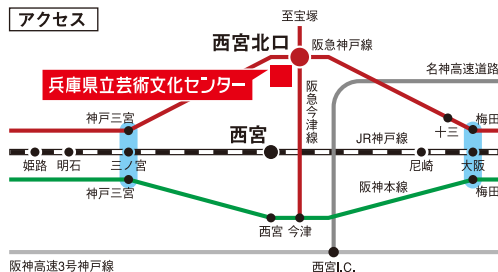 アクセス
至宝塚
西宮北口
阪急神戸線
兵庫県立芸術文化センター
名神高速道路
阪急今津線
神戸三宮
西宮
JR神戸線
十三
梅田
姫路
明石
三ノ宮
尼崎
大阪
神戸三宮
阪神本線
梅田
西宮
今津
阪神高速3号神戸線
西宮I.C.